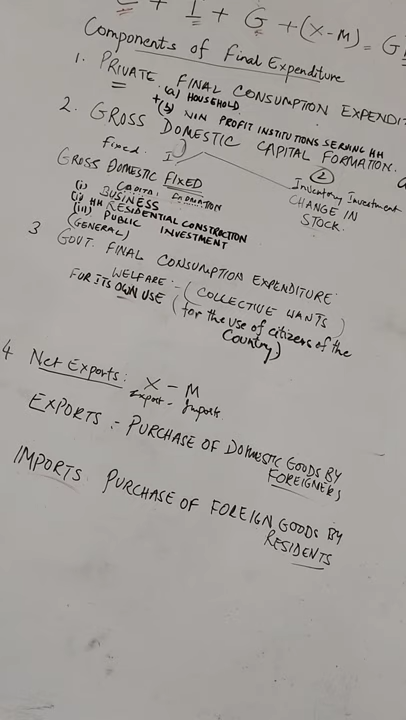 C + I + G + (X-M) = G
Components of Final Expenditure
1. PRIVATE FINAL CONSUMPTION EXPENDI
(a) HOUSEHOLD
+(b) NIN PROFIT INSTITUTIONS SERVING HH
2. GROSS DOMESTIC CAPITAL FORMATION.
fixed. I
GROSS DOMESTIC FIXED
CAPITAL FORMATION
(i) BUSINESS
(ii) HH RESIDENTIAL CONSTRUCTION
(iii) PUBLIC INVESTMENT
(GENERAL)
2
Inventory Investment
CHANGE IN
STOCK.
3 GOVT. FINAL CONSUMPTION EXPENDITURE
WELFARE :- (COLLECTIVE WANTS)
FOR ITS OWN USE (for the use of citizens of the
Country)
4 Net Exports: X - M
Export - Imports
EXPORTS :- PURCHASE OF DOMESTIC GOODS BY
FOREIGNERS
IMPORTS PURCHASE OF FOREIGN GOODS BY
RESIDENTS